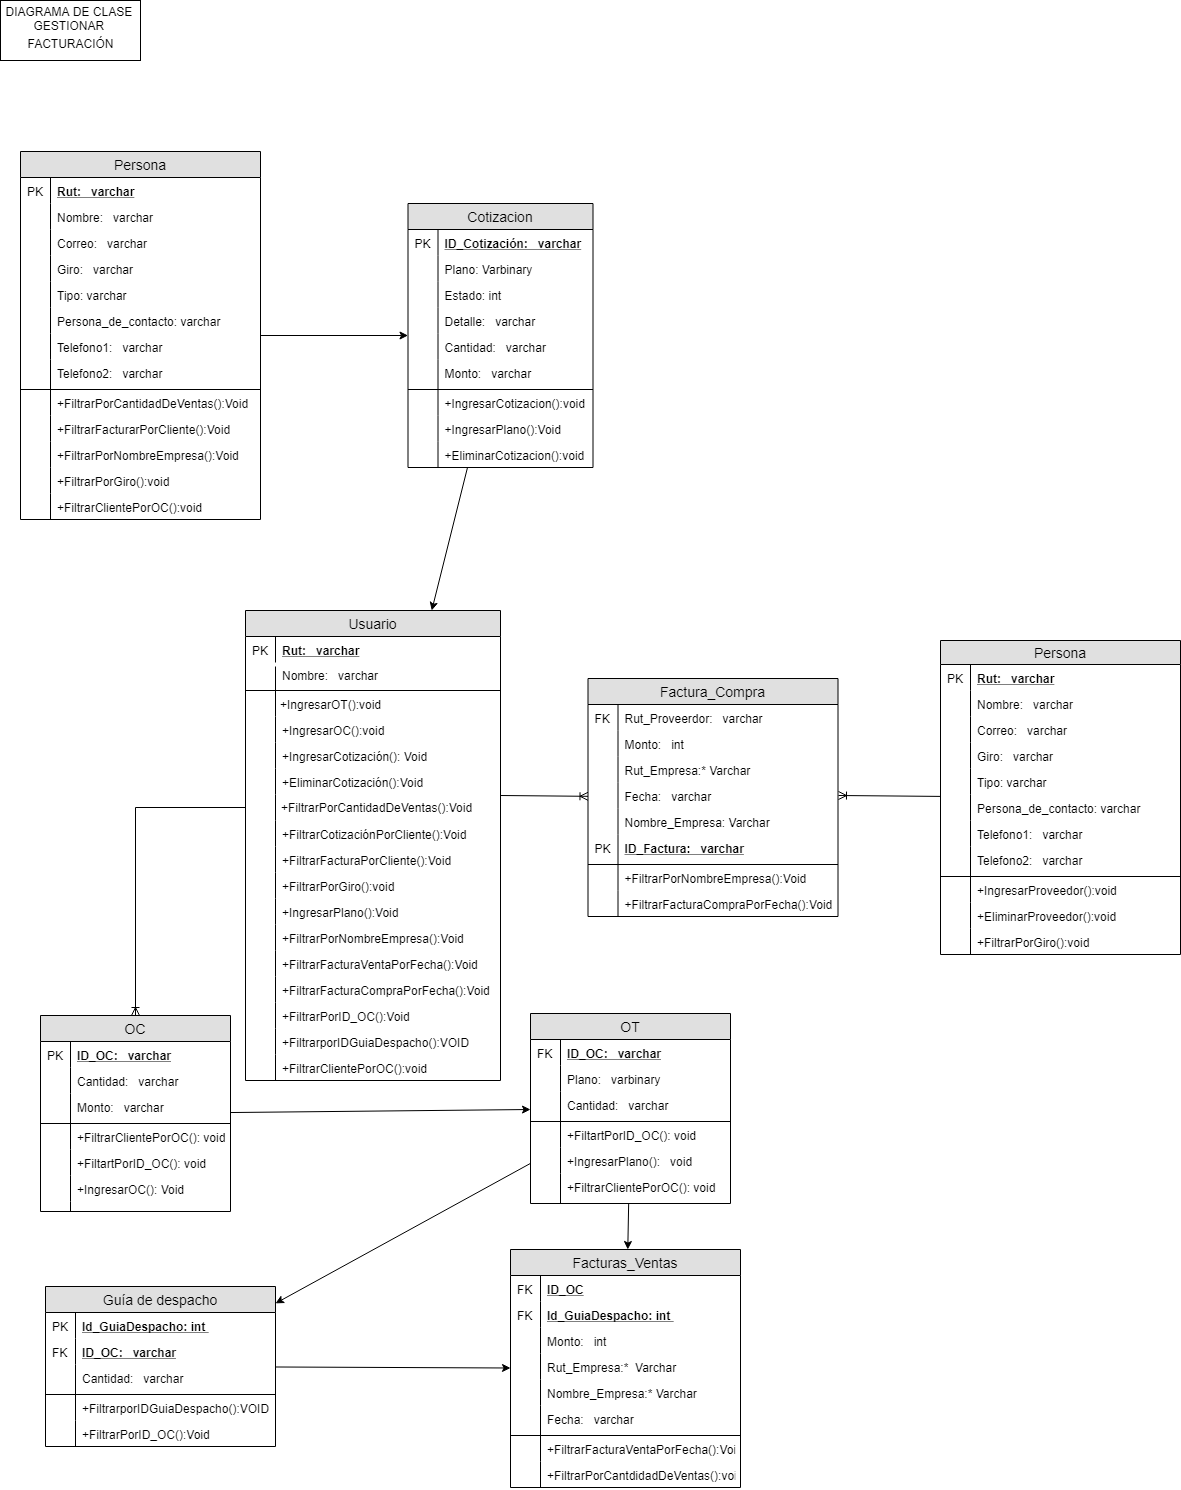 DIAGRAMA DE CLASE
GESTIONAR
FACTURACIÓN
Persona
PK Rut: varchar
Nombre: varchar
Correo: varchar
Giro: varchar
Tipo: varchar
Persona_de_contacto: varchar
Telefono1: varchar
Telefono2: varchar
+FiltrarPorCantidadDeVentas():Void
+FiltrarFacturarPorCliente():Void
+FiltrarPorNombreEmpresa():Void
+FiltrarPorGiro():void
+FiltrarClientePorOC():void
Cotizacion
PK ID_Cotización: varchar
Plano: Varbinary
Estado: int
Detalle: varchar
Cantidad: varchar
Monto: varchar
+IngresarCotizacion():void
+IngresarPlano():Void
+EliminarCotizacion():void
Usuario
PK Rut: varchar
Nombre: varchar
+IngresarOT():void
+IngresarOC():void
+IngresarCotización(): Void
+EliminarCotización():Void
+FiltrarPorCantidadDeVentas():Void
+FiltrarCotizaciónPorCliente():Void
+FiltrarFacturaPorCliente():Void
+FiltrarPorGiro():void
+IngresarPlano():Void
+FiltrarPorNombreEmpresa():Void
+FiltrarFacturaVentaPorFecha():Void
+FiltrarFacturaCompraPorFecha():Void
+FiltrarPorID_OC():Void
+FiltrarporIDGuiaDespacho():VOID
+FiltrarClientePorOC():void
Factura_Compra
FK Rut_Proveerdor: varchar
Monto: int
Rut_Empresa:* Varchar
Fecha: varchar
Nombre_Empresa: Varchar
PK ID_Factura: varchar
+FiltrarPorNombreEmpresa():Void
+FiltrarFacturaCompraPorFecha():Void
Persona
PK Rut: varchar
Nombre: varchar
Correo: varchar
Giro: varchar
Tipo: varchar
Persona_de_contacto: varchar
Telefono1: varchar
Telefono2: varchar
+IngresarProveedor():void
+EliminarProveedor():void
+FiltrarPorGiro():void
OC
PK ID_OC: varchar
Cantidad: varchar
Monto: varchar
+FiltrarClientePorOC(): void
+FiltartPorID_OC(): void
+IngresarOC(): Void
OT
FK ID_OC: varchar
Plano: varbinary
Cantidad: varchar
+FiltartPorID_OC(): void
+IngresarPlano(): void
+FiltrarClientePorOC(): void
Guía de despacho
PK Id_GuiaDespacho: int
FK ID_OC: varchar
Cantidad: varchar
+FiltrarporIDGuiaDespacho():VOID
+FiltrarPorID_OC():Void
Facturas_Ventas
FK ID_OC
FK Id_GuiaDespacho: int
Monto: int
Rut_Empresa:* Varchar
Nombre_Empresa:* Varchar
Fecha: varchar
+FiltrarFacturaVentaPorFecha():Voi
+FiltrarPorCantdidadDeVentas():voi